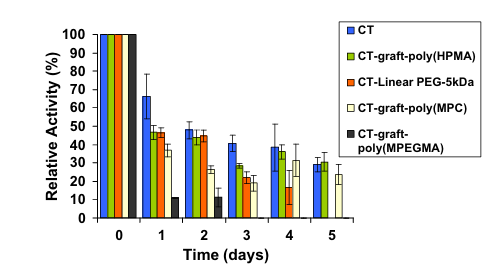 Relative Activity (%)
100
90
80
70
60
50
40
30
20
10
0
0 1 2 3 4 5
Time (days)
CT
CT-graft-poly(HPMA)
CT-Linear PEG-5kDa
CT-graft-poly(MPC)
CT-graft-
poly(MPEGMA)